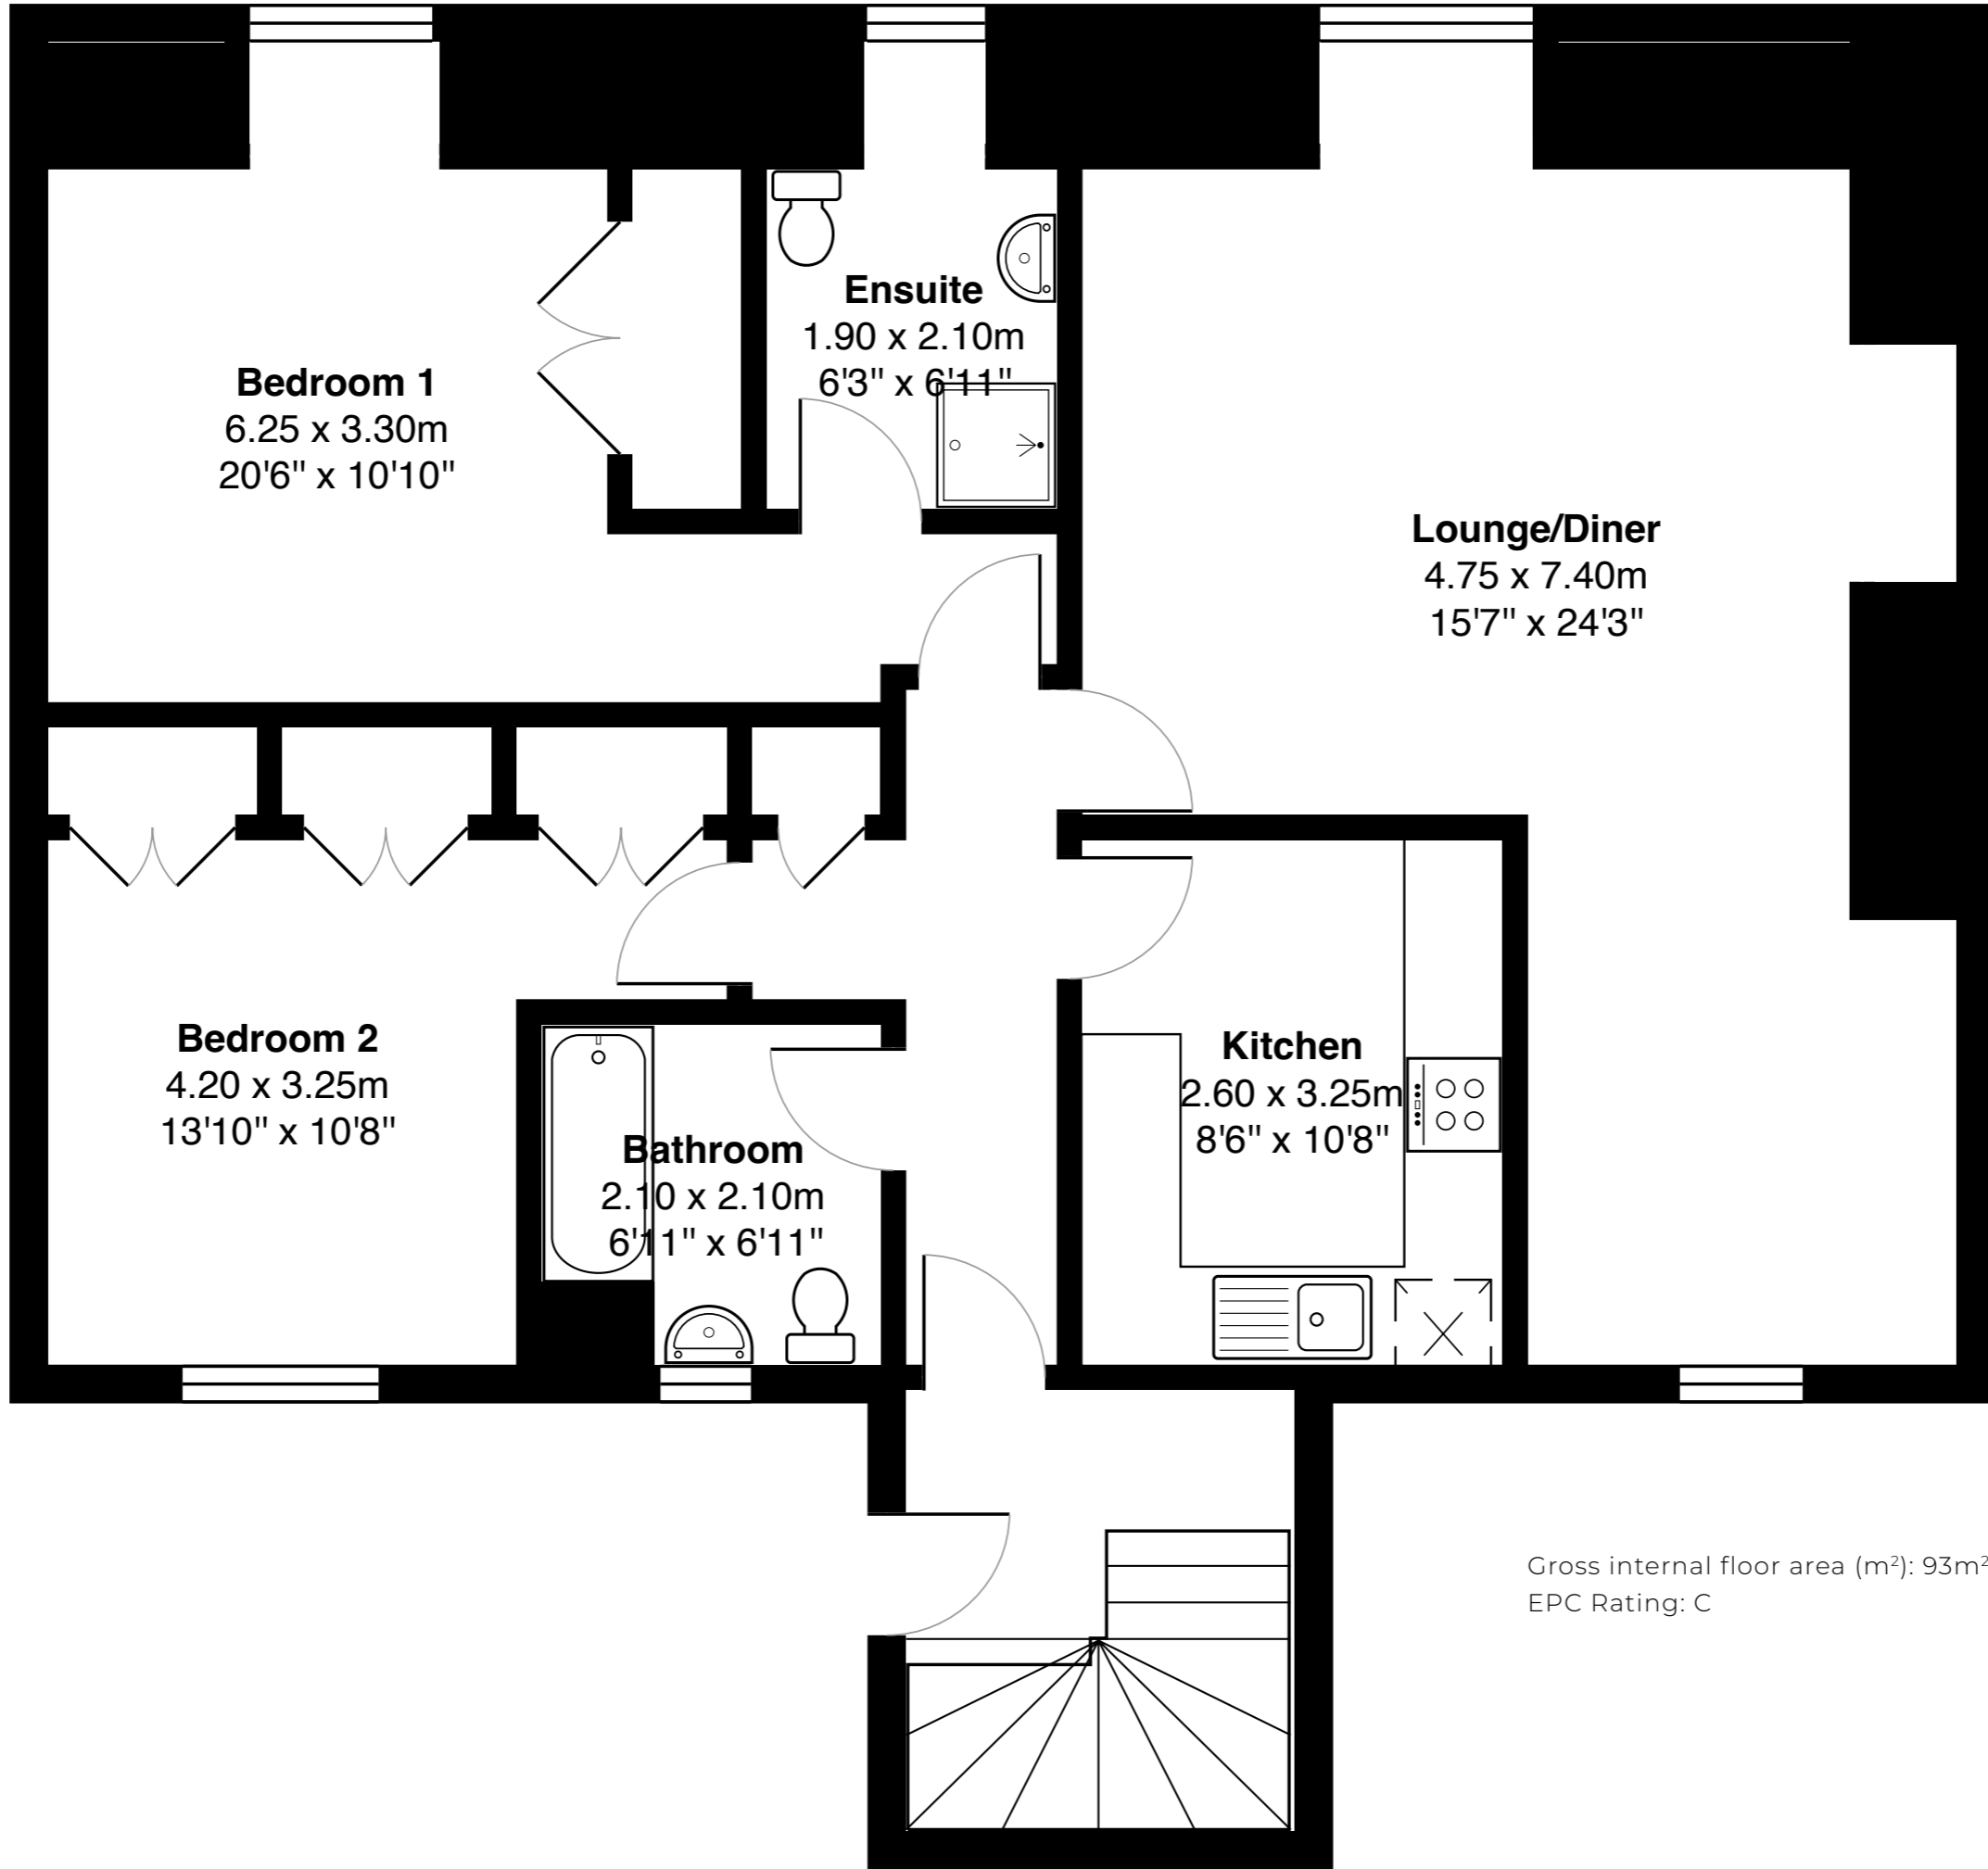 Ensuite
1.90 x 2.10m
6'3" x 6'11"
Bedroom 1
6.25 x 3.30m
20'6" x 10'10"
Lounge/Diner
4.75 x 7.40m
15'7" x 24'3"
Bedroom 2
4.20 x 3.25m
13'10" x 10'8"
Bathroom
2.10 x 2.10m
6'11" x 6'11"
Kitchen
2.60 x 3.25m
8'6" x 10'8"
Gross internal floor area (m²): 93m²
EPC Rating: C